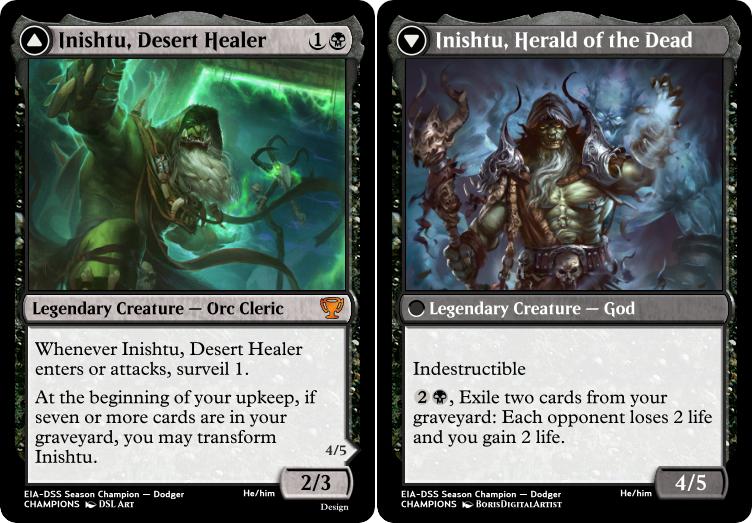 Inishtu, Desert Healer
1
Legendary Creature — Orc Cleric
Whenever Inishtu, Desert Healer
enters or attacks, surveil 1.
At the beginning of your upkeep, if
seven or more cards are in your
graveyard, you may transform
Inishtu.
4/5
2/3
EIA-DSS Season Champion — Dodger
He/him
CHAMPIONS DSL Art
Design
Inishtu, Herald of the Dead
Legendary Creature — God
Indestructible
2, Exile two cards from your
graveyard: Each opponent loses 2 life
and you gain 2 life.
4/5
EIA-DSS Season Champion — Dodger
He/him
CHAMPIONS BorisDigitalArtist